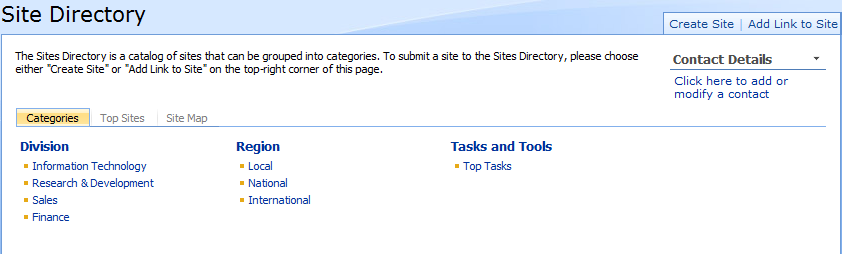 Site Directory
Create Site | Add Link to Site
The Sites Directory is a catalog of sites that can be grouped into categories. To submit a site to the Sites Directory, please choose
either "Create Site" or "Add Link to Site" on the top-right corner of this page.
Contact Details
Click here to add or
modify a contact
Categories Top Sites Site Map
Division
Information Technology
Research & Development
Sales
Finance
Region
Local
National
International
Tasks and Tools
Top Tasks